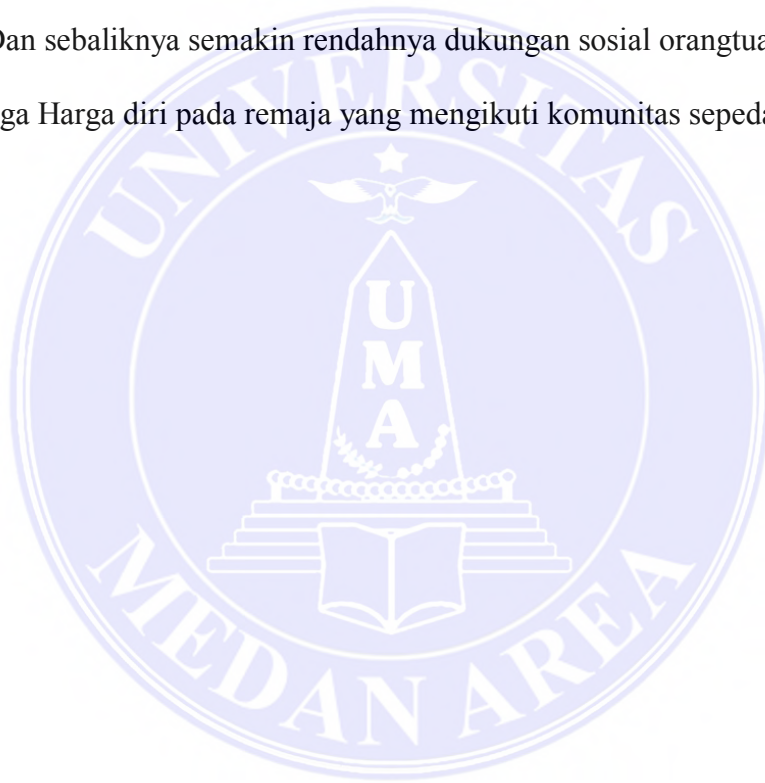 Dan sebaliknya semakin rendahnya dukungan sosial orangtua
ga Harga diri pada remaja yang mengikuti komunitas sepeda
UNIVERSITAS
UMA
MEDAN AREA